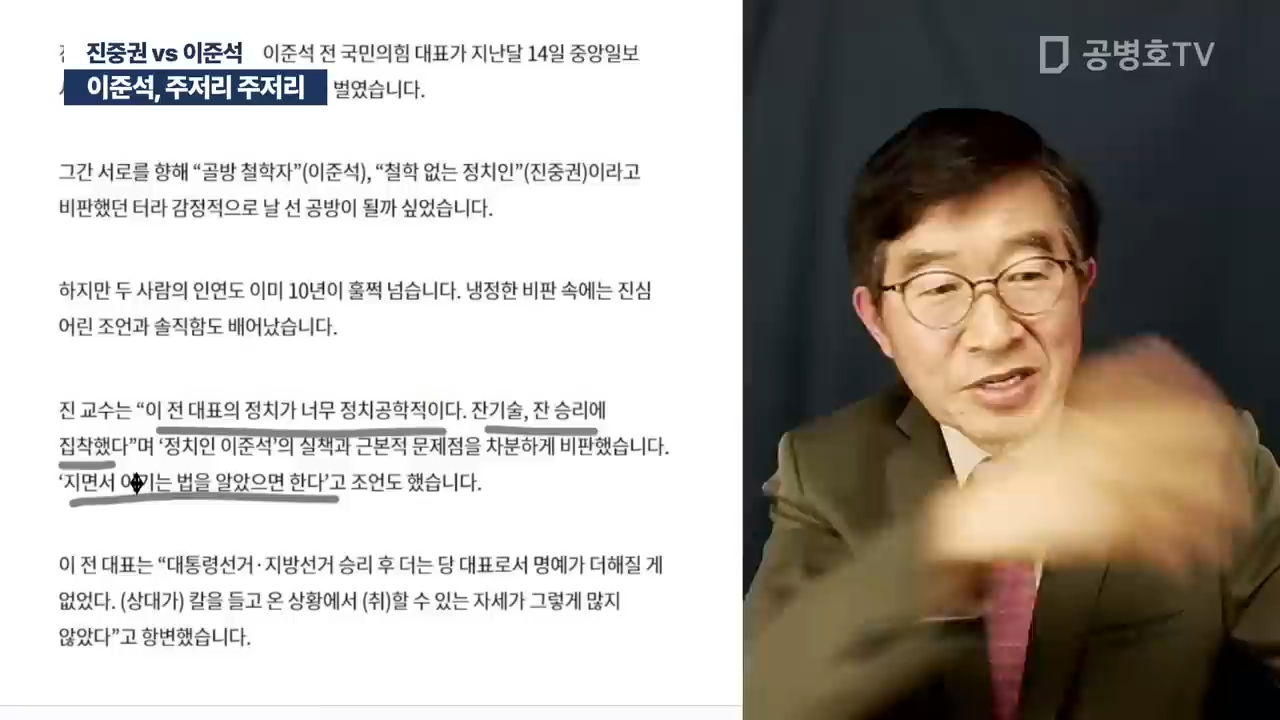 진중권 vs 이준석 이준석 전 국민의힘 대표가 지난달 14일 중앙일보
이준석, 주저리 주저리 벌였습니다.
그간 서로를 향해 “골방 철학자”(이준석), “철학 없는 정치인”(진중권)이라고
비판했던 터라 감정적으로 날 선 공방이 될까 싶었습니다.
하지만 두 사람의 인연도 이미 10년이 훌쩍 넘습니다. 냉정한 비판 속에는 진심
어린 조언과 솔직함도 배어났습니다.
진 교수는 “이 전 대표의 정치가 너무 정치공학적이다. 잔기술, 잔 승리에
집착했다”며 ‘정치인 이준석’의 실책과 근본적 문제점을 차분하게 비판했습니다.
‘지면서 는 법을 알았으면 한다’고 조언도 했습니다.
이 전 대표는 “대통령선거·지방선거 승리 후 더는 당 대표로서 명예가 더해질 게
없었다. (상대가) 칼을 들고 온 상황에서 (취)할 수 있는 자세가 그렇게 많지
않았다”고 항변했습니다.
공병호TV